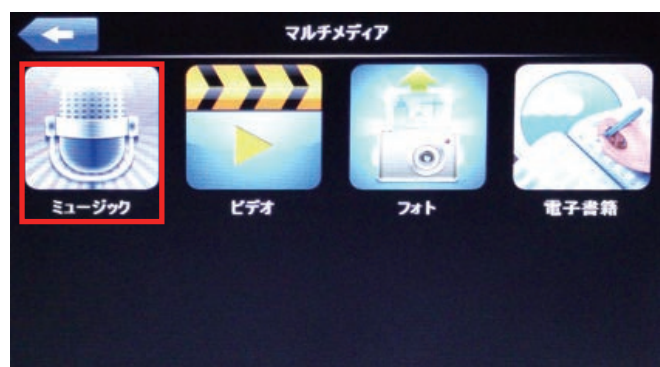 マルチメディア
ミュージック
ビデオ
フォト
電子書籍